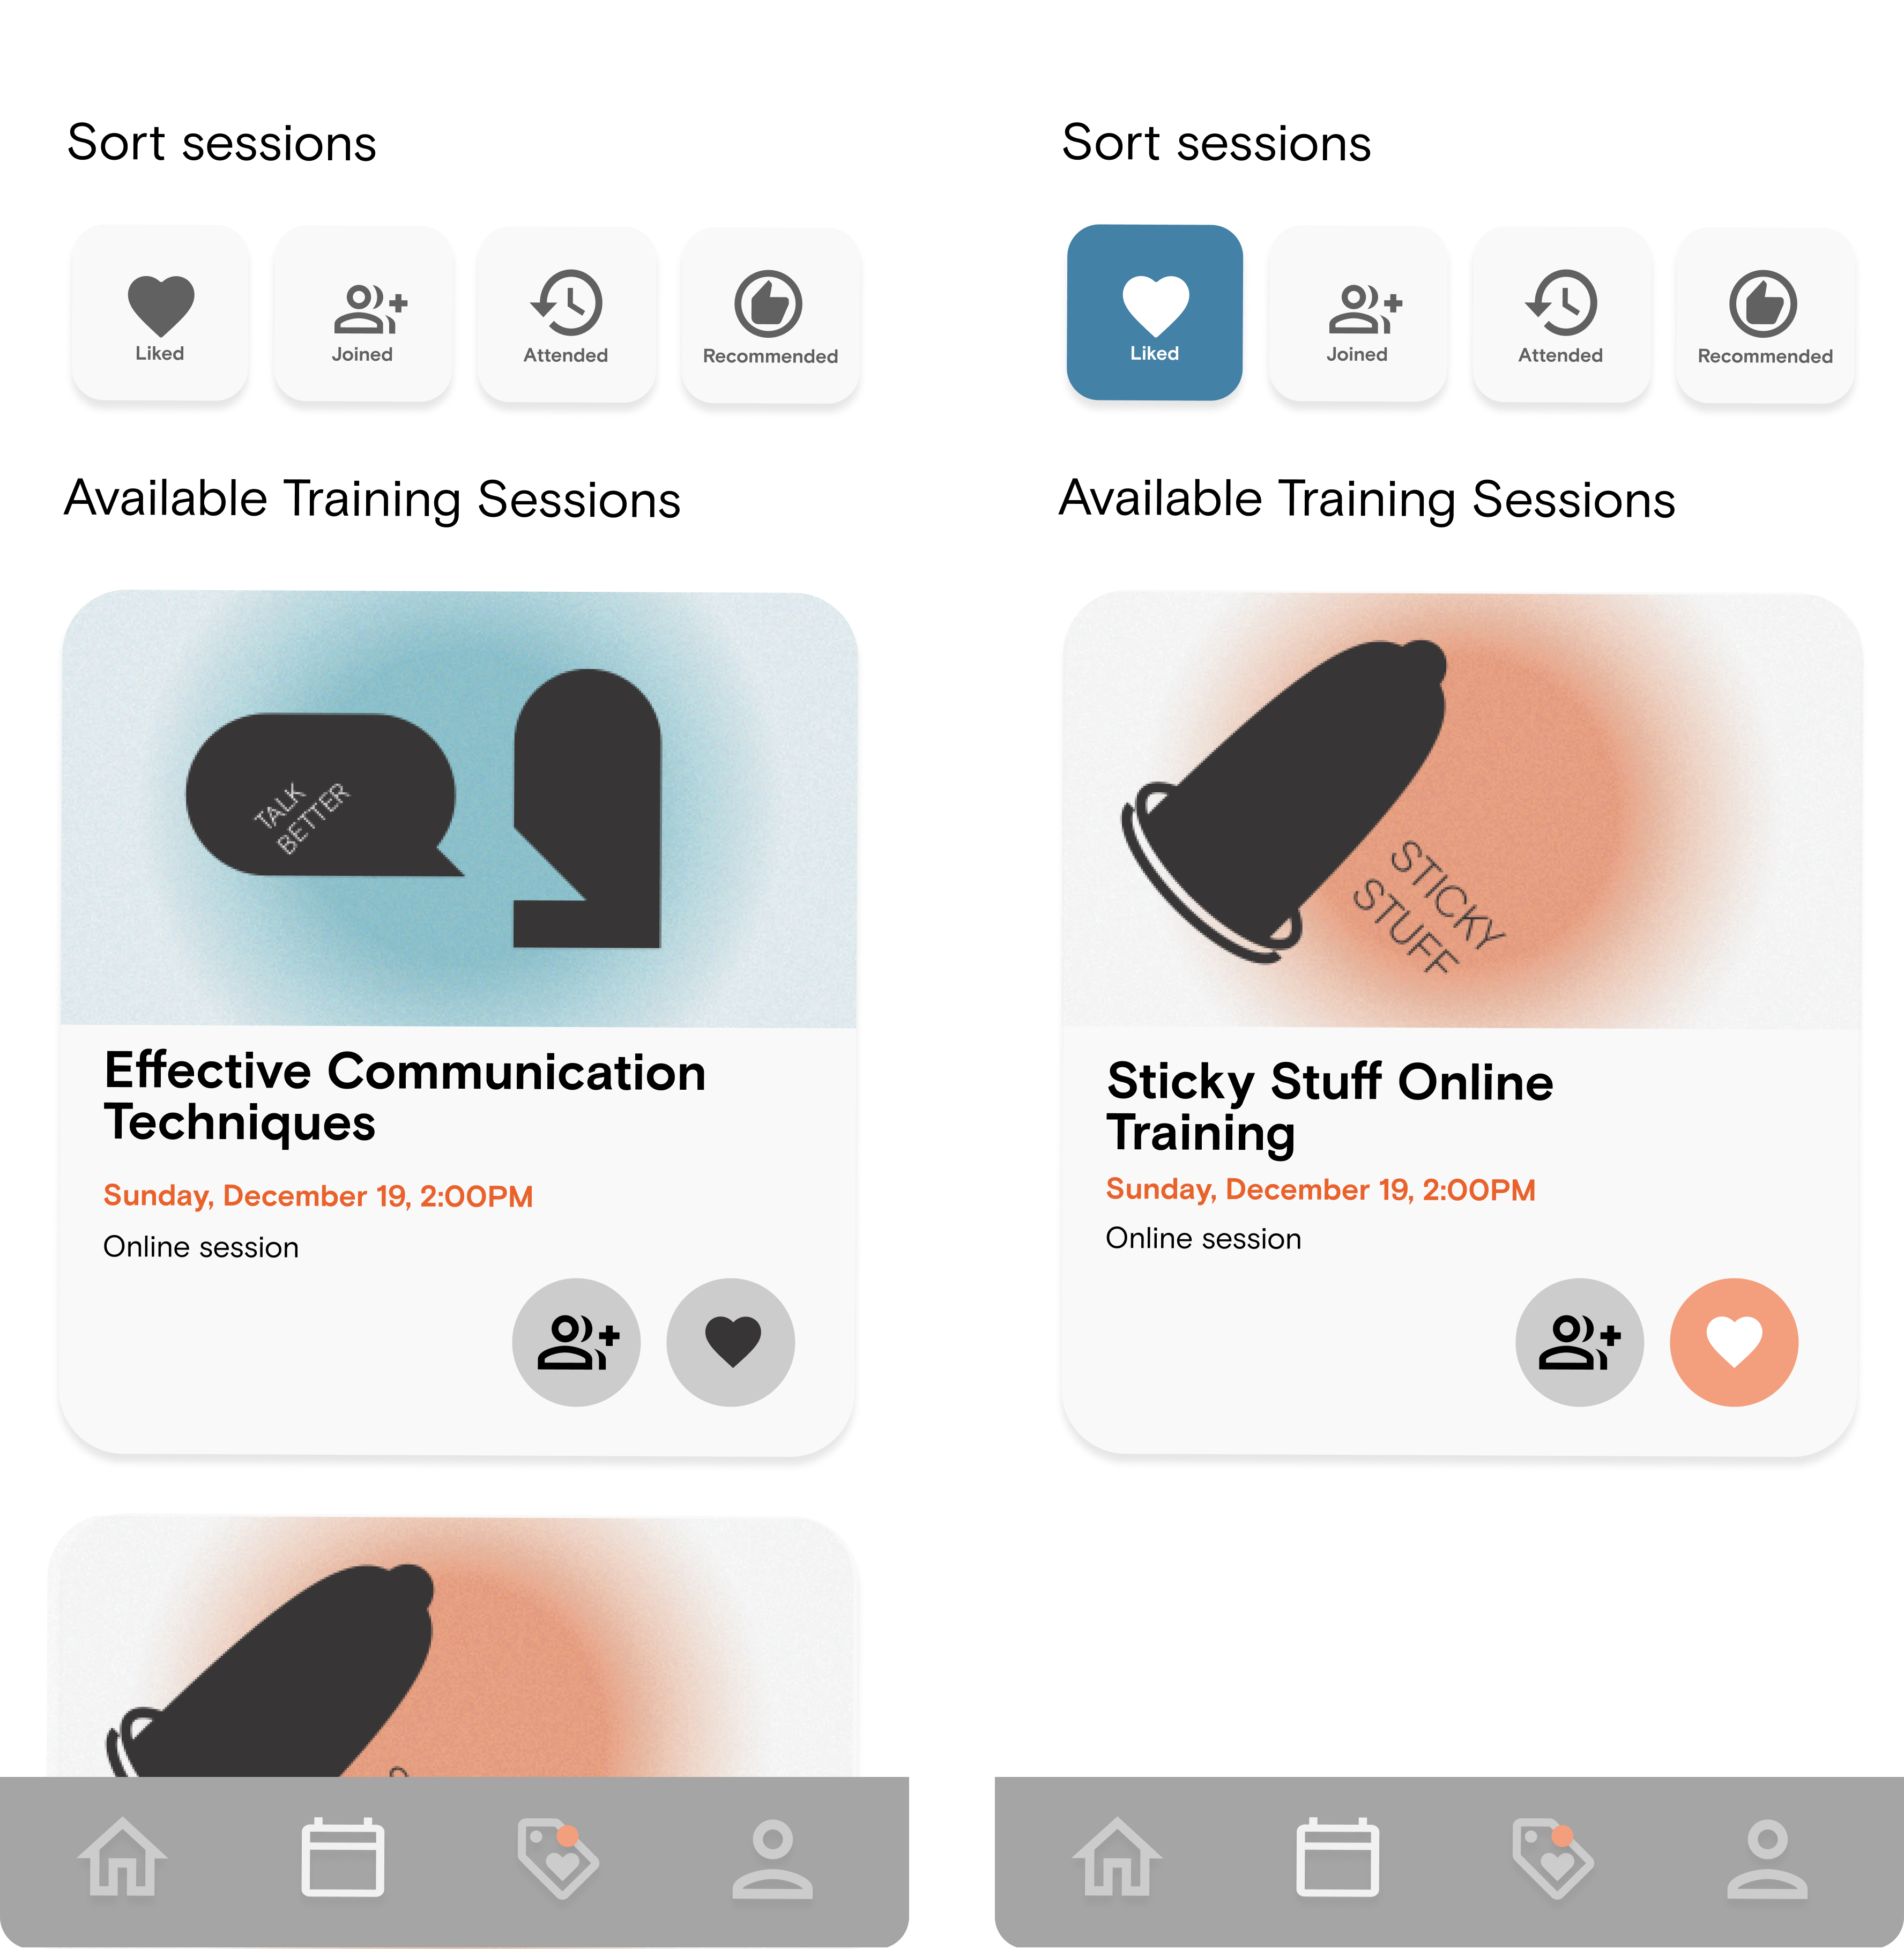 Sort sessions
Liked
Joined
Attended
Recommended
Available Training Sessions
TALK
BETTER
Effective Communication
Techniques
Sunday, December 19, 2:00PM
Online session
Sort sessions
Liked
Joined
Attended
Recommended
Available Training Sessions
STICKY
STUFF
Sticky Stuff Online
Training
Sunday, December 19, 2:00PM
Online session